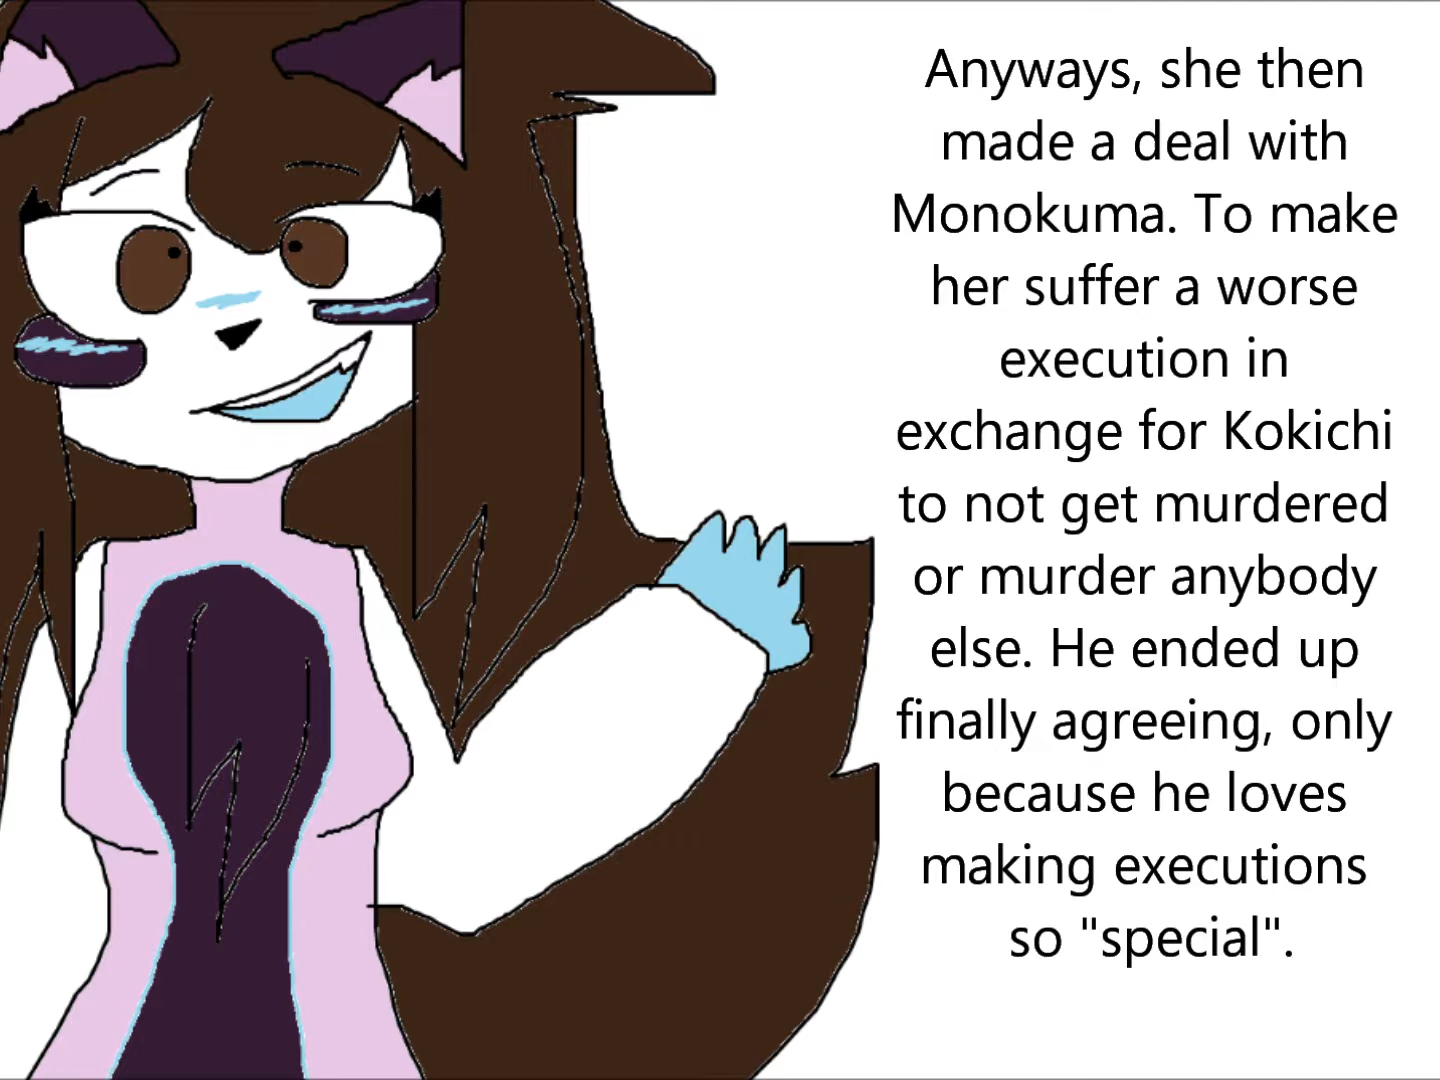 Anyways, she then
made a deal with
Monokuma. To make
her suffer a worse
execution in
exchange for Kokichi
to not get murdered
or murder anybody
else. He ended up
finally agreeing, only
because he loves
making executions
so "special".